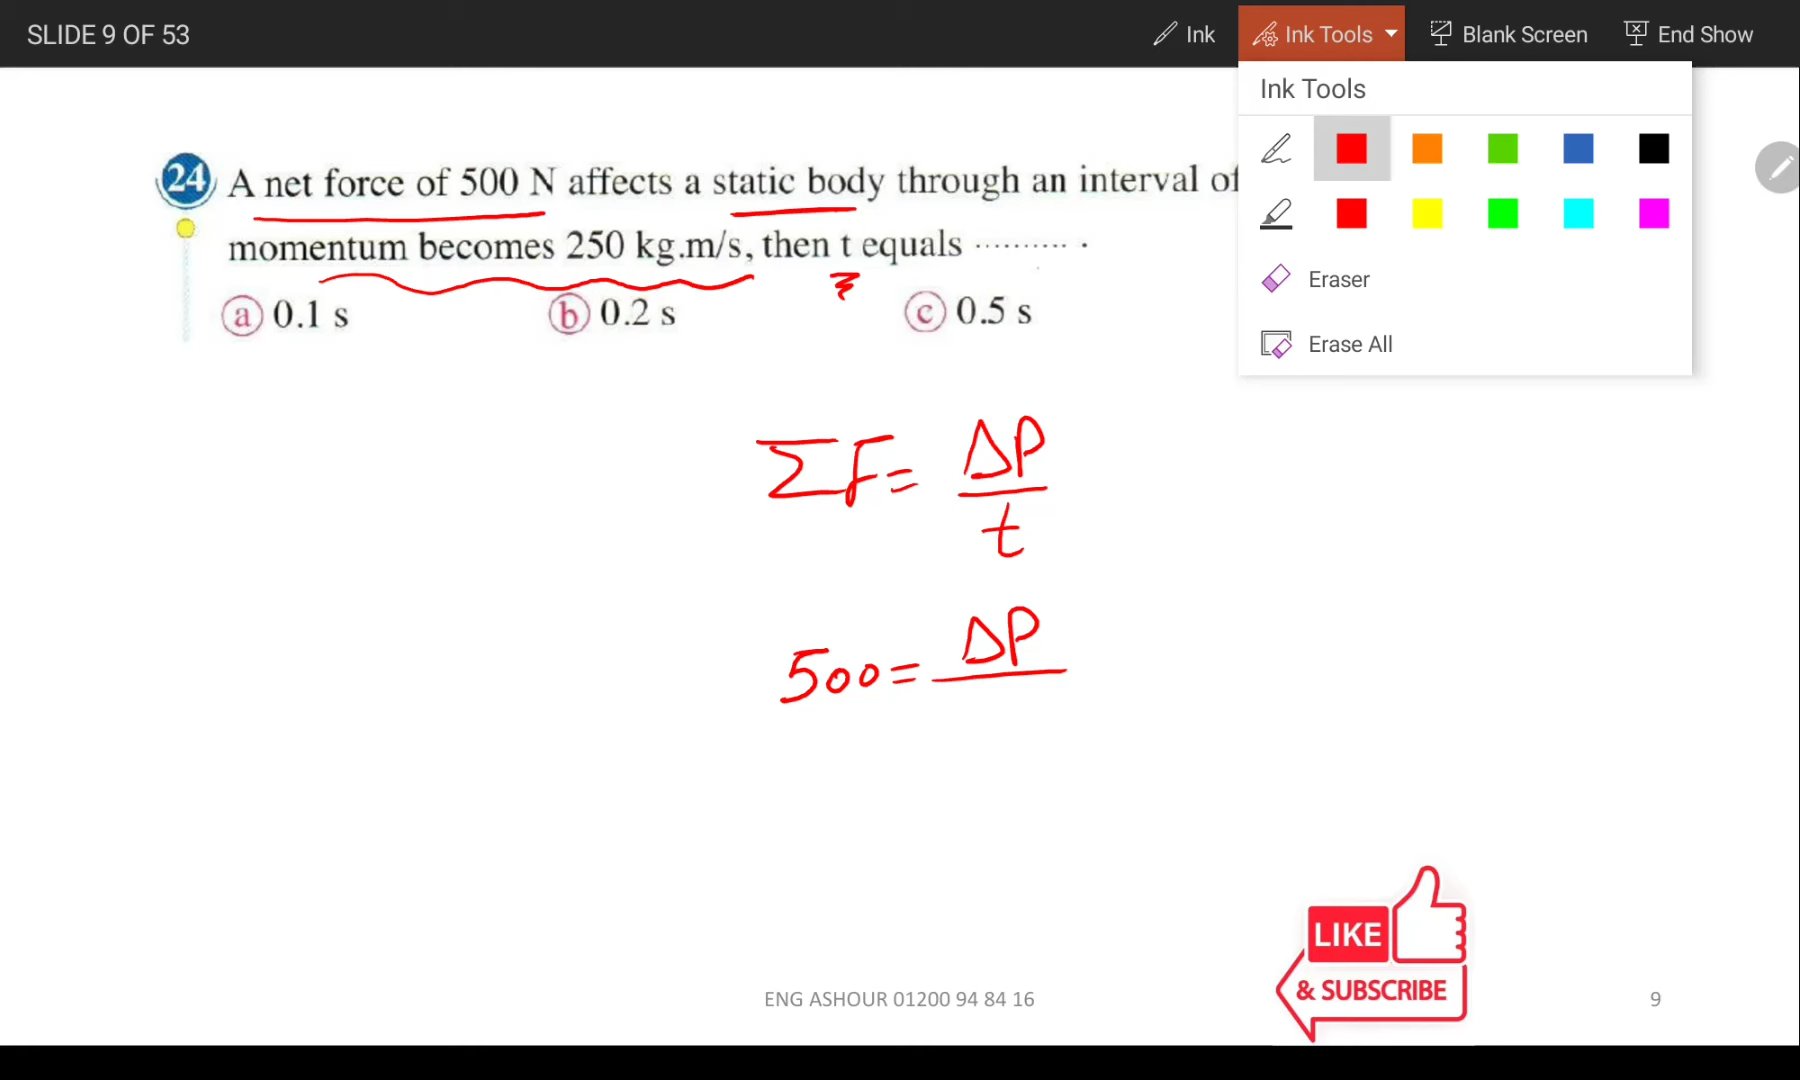 SLIDE 9 OF 53
Ink
Ink Tools
Blank Screen
End Show
Ink Tools
Eraser
Erase All
24 A net force of 500 N affects a static body through an interval of
momentum becomes 250 kg.m/s, then t equals .......... .
a 0.1 s b 0.2 s c 0.5 s
ΣF= ΔP
t
500= ΔP
LIKE
& SUBSCRIBE
ENG ASHOUR 01200 94 84 16
9